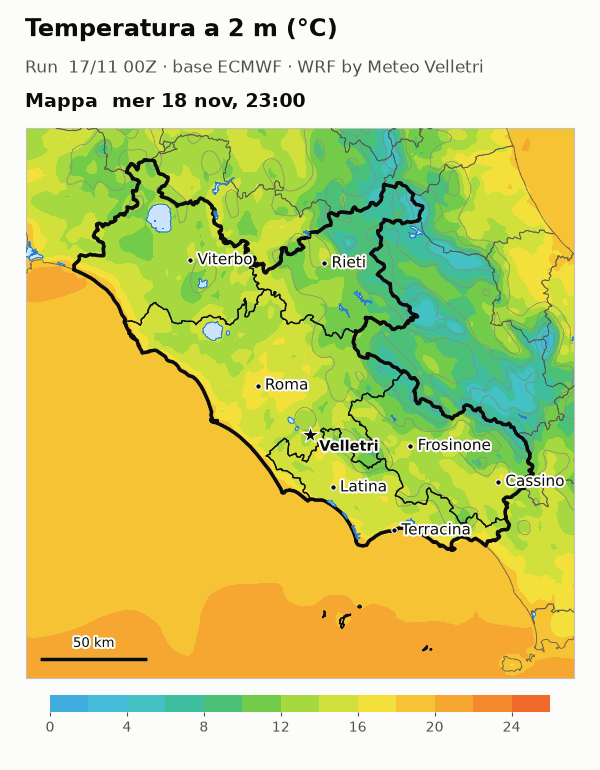 Temperatura a 2 m (°C)
Run  17/11 00Z · base ECMWF · WRF by Meteo Velletri
Mappa  mer 18 nov, 23:00
Viterbo
Rieti
Roma
Velletri
Frosinone
Cassino
Latina
Terracina
50 km
0 4 8 12 16 20 24